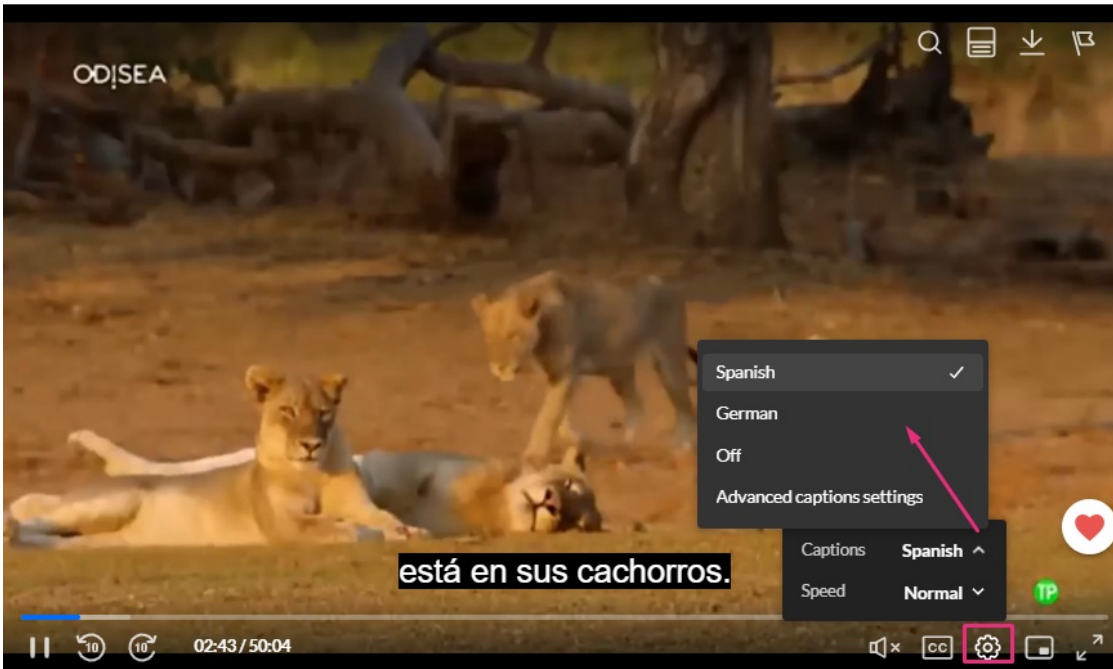 ODISEA
Spanish
German
Off
Advanced captions settings
Captions Spanish
está en sus cachorros.
Speed Normal
TP
10 10 02:43 / 50:04 CC